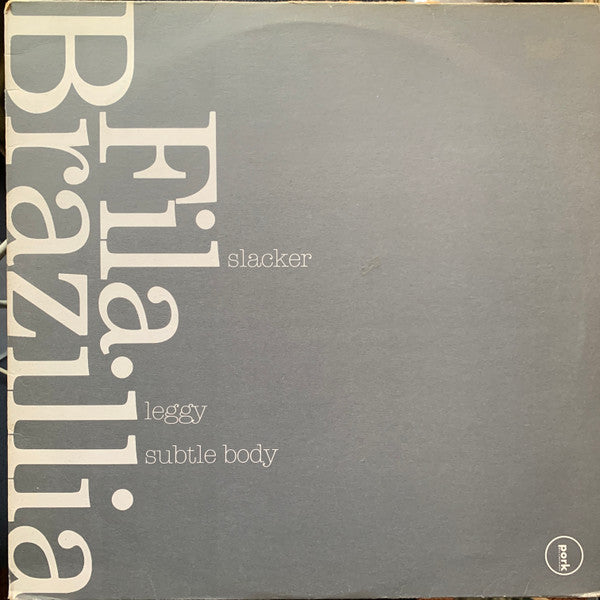 Fila
Brazillia
slacker
leggy
subtle body
pork